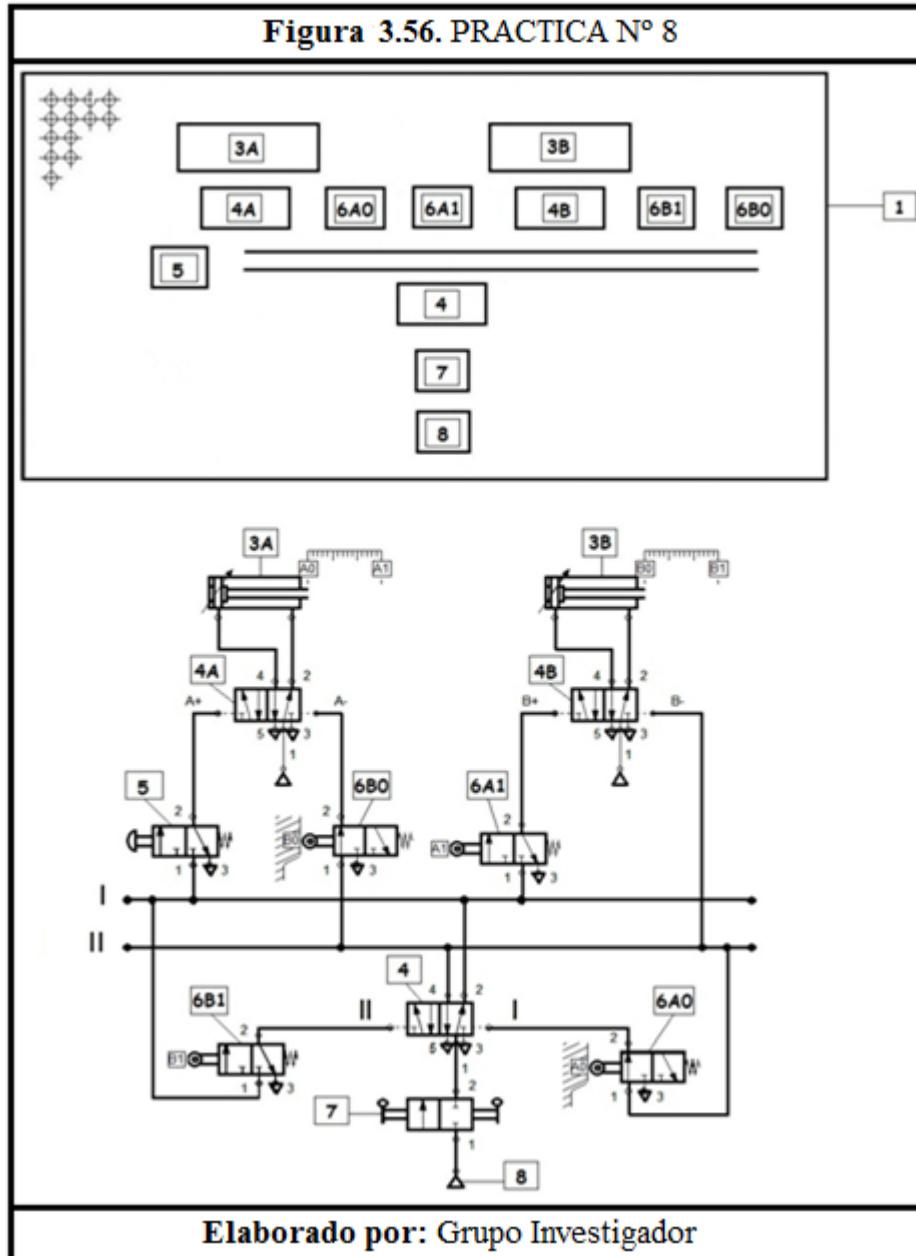 Figura 3.56. PRACTICA Nº 8
3A 3B
4A 6A0 6A1 4B 6B1 6B0
1
5
4
7
8
3A 3B
A0 A1 B0 B1
4A 4 2 4B 4 2
A+ A- B+ B-
5 3 5 3
1 1
5 6B0 6A1
2 2 2
B0 A1
1 3 1 3 1 3
I
II
4
6B1 4 2 6A0
II I
2 2
5 3
B1 A0
1 3 1 1 3
2
7
1
8
Elaborado por: Grupo Investigador